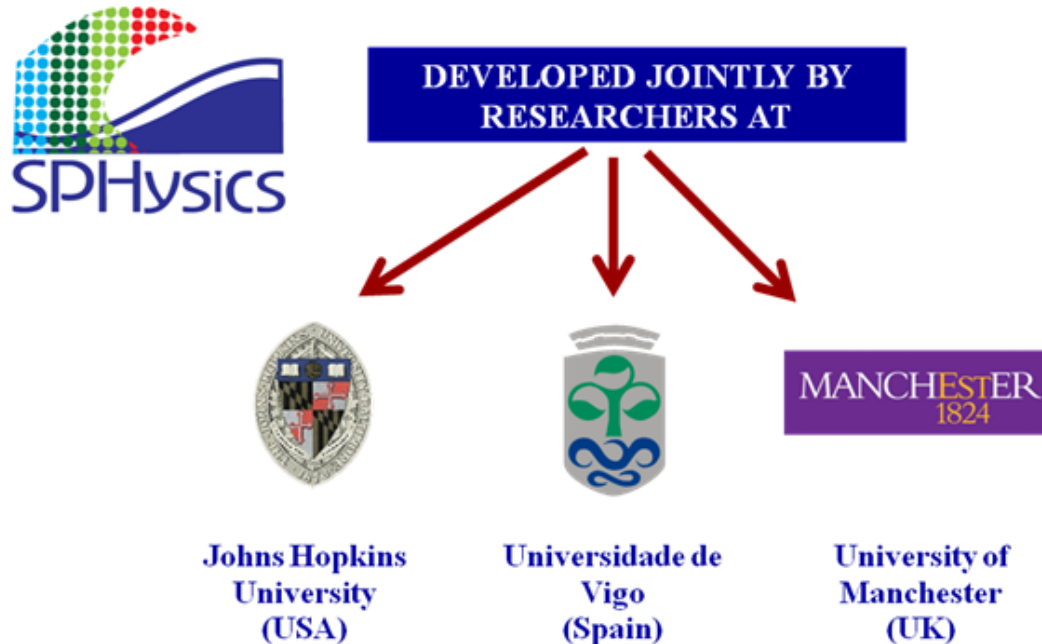 SPHysics
DEVELOPED JOINTLY BY
RESEARCHERS AT
MANCHESTER
1824
Johns Hopkins
University
(USA)
Universidade de
Vigo
(Spain)
University of
Manchester
(UK)